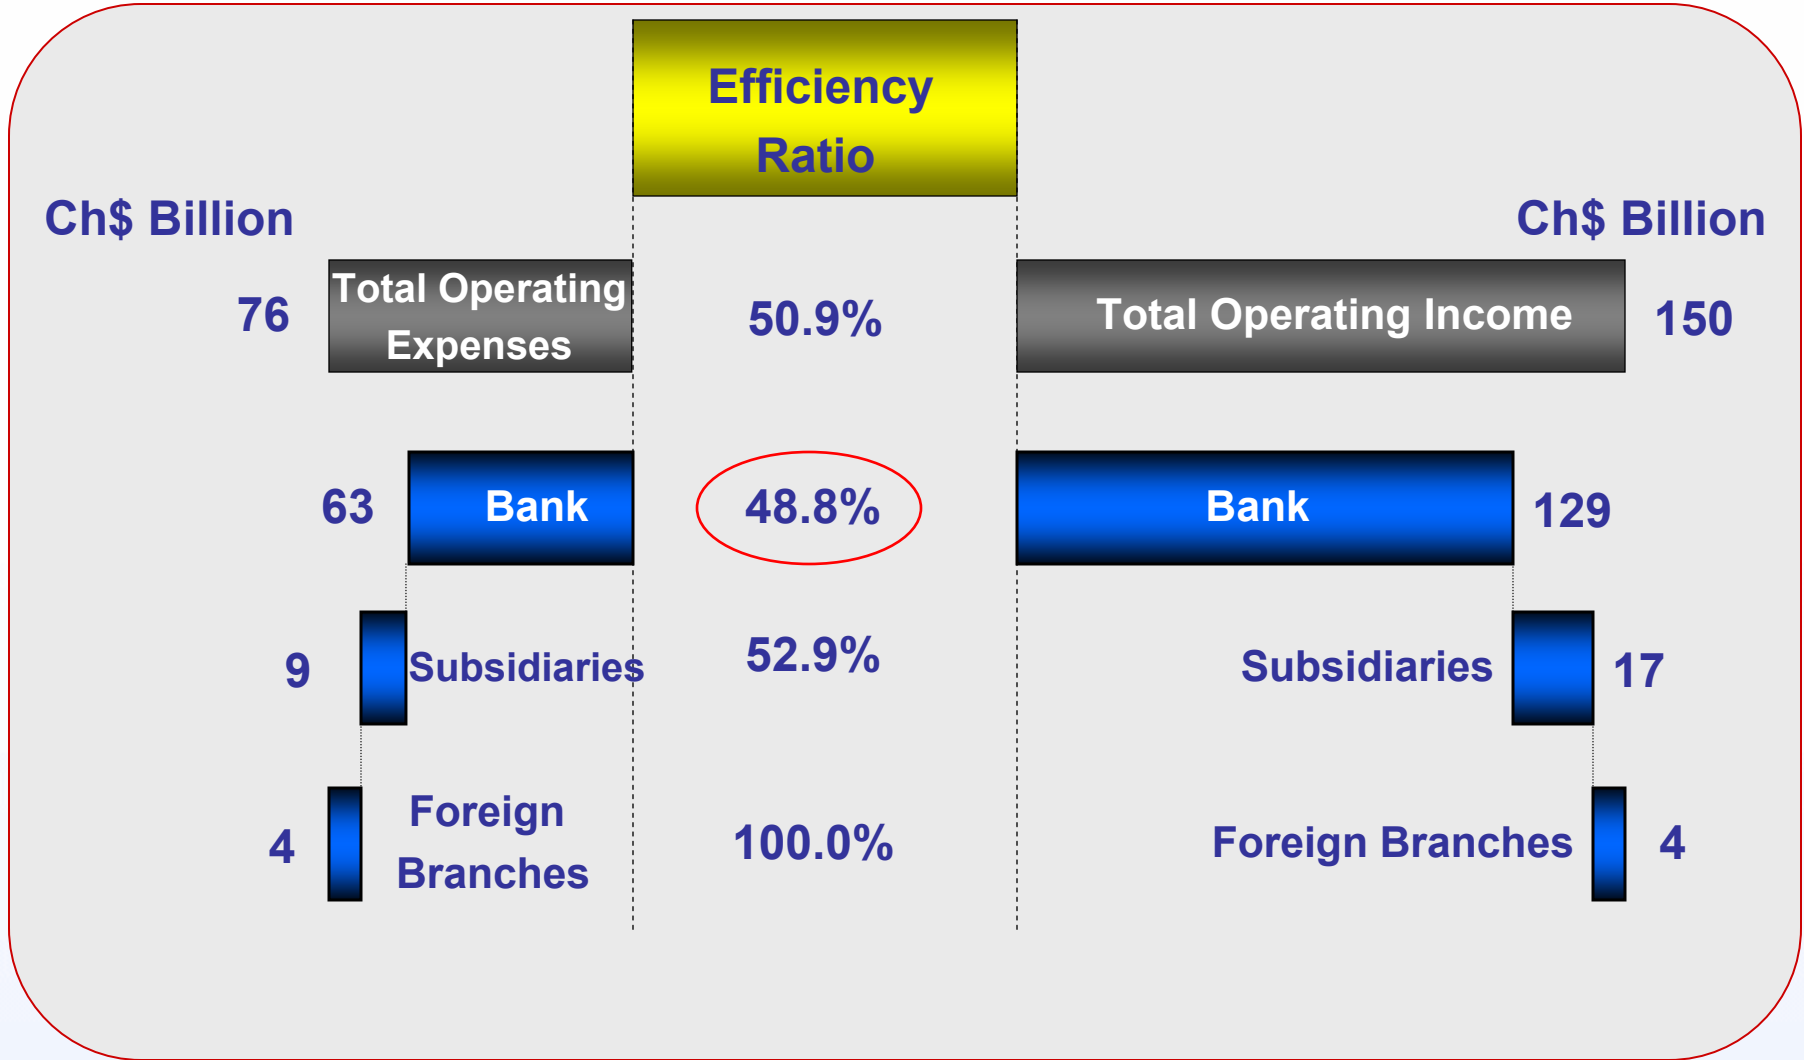 Efficiency
Ratio
Ch$ Billion
Ch$ Billion
76
Total Operating
Expenses
50.9%
Total Operating Income
150
63
Bank
48.8%
Bank
129
9
Subsidiaries
52.9%
Subsidiaries
17
4
Foreign
Branches
100.0%
Foreign Branches
4